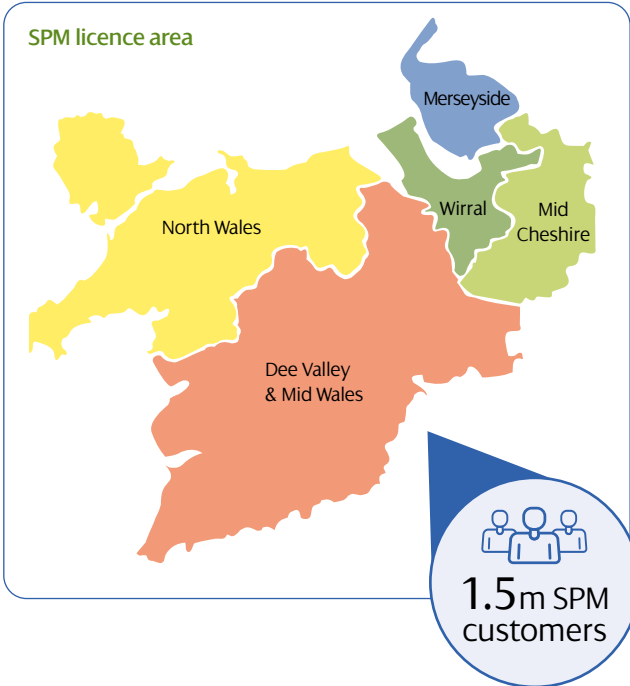 SPM licence area
Merseyside
Wirral
Mid
Cheshire
North Wales
Dee Valley
& Mid Wales
1.5m SPM
customers